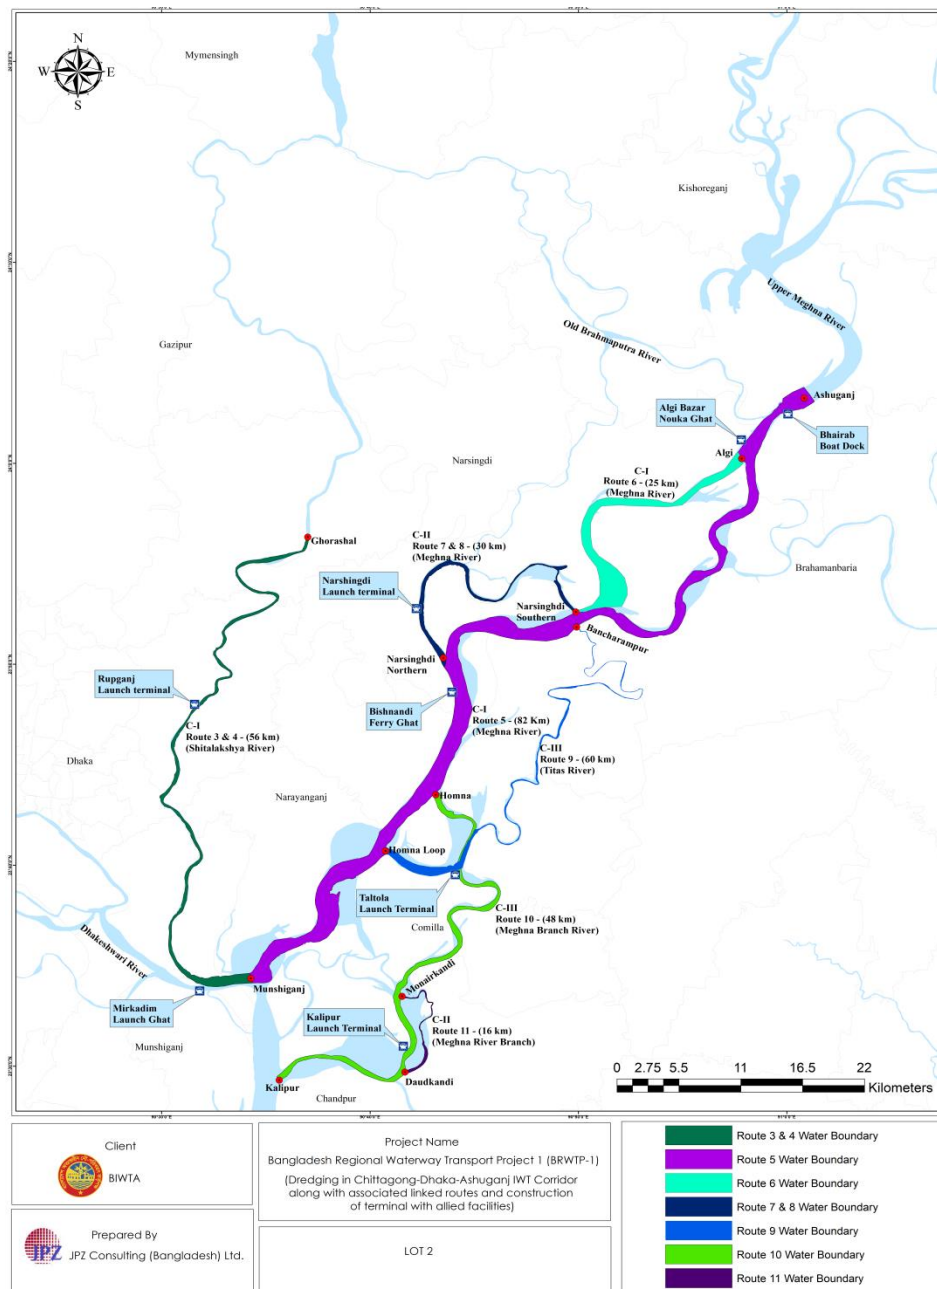 N
W E
S
Mymensingh
Kishoreganj
Upper Meghna River
Old Brahmaputra River
Gazipur
Ashuganj
Algi Bazar
Nouka Ghat
Bhairab
Boat Dock
Algi
Narsingdi
C-I
Route 6 - (25 km)
(Meghna River)
Ghorashal
C-II
Route 7 & 8 - (30 km)
(Meghna River)
Brahamanbaria
Narshingdi
Launch terminal
Narsinghdi
Southern
Bancharampur
Narsinghdi
Northern
Rupganj
Launch terminal
Bishnandi
Ferry Ghat
C-I
Route 5 - (82 Km)
(Meghna River)
C-I
Route 3 & 4 - (56 km)
(Shitalakshya River)
C-III
Route 9 - (60 km)
(Titas River)
Dhaka
Narayanganj
Homna
Homna Loop
Taltola
Launch Terminal
C-III
Route 10 - (48 km)
(Meghna Branch River)
Comilla
Dhakeshwari River
Munshiganj
Monairkandi
Mirkadim
Launch Ghat
Kalipur
Launch Terminal
C-II
Route 11 - (16 km)
(Meghna River Branch)
Munshiganj
Kalipur
Daudkandi
Chandpur
0 2.75 5.5 11 16.5 22
Kilometers
Client
BIWTA
Prepared By
JPZ
JPZ Consulting (Bangladesh) Ltd.
Project Name
Bangladesh Regional Waterway Transport Project 1 (BRWTP-1)
(Dredging in Chittagong-Dhaka-Ashuganj IWT Corridor
along with associated linked routes and construction
of terminal with allied facilities)
LOT 2
Route 3 & 4 Water Boundary
Route 5 Water Boundary
Route 6 Water Boundary
Route 7 & 8 Water Boundary
Route 9 Water Boundary
Route 10 Water Boundary
Route 11 Water Boundary